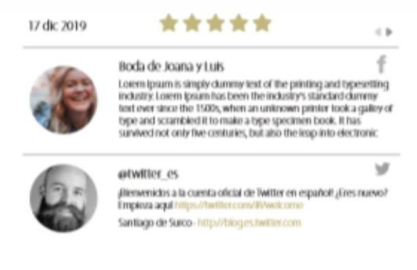 17 dic 2019
Boda de Joana y Luis
Lorem Ipsum is simply dummy text of the printing and typesetting
industry. Lorem Ipsum has been the industry's standard dummy
text ever since the 1500s, when an unknown printer took a galley of
type and scrambled it to make a type specimen book. It has
survived not only five centuries, but also the leap into electronic
@twitter_es
¡Bienvenidos a la cuenta oficial de Twitter en español! ¿Eres nuevo?
Empieza aquí https://twitter.com/#!/welcome
Santiago de Surco - http://blog.es.twitter.com